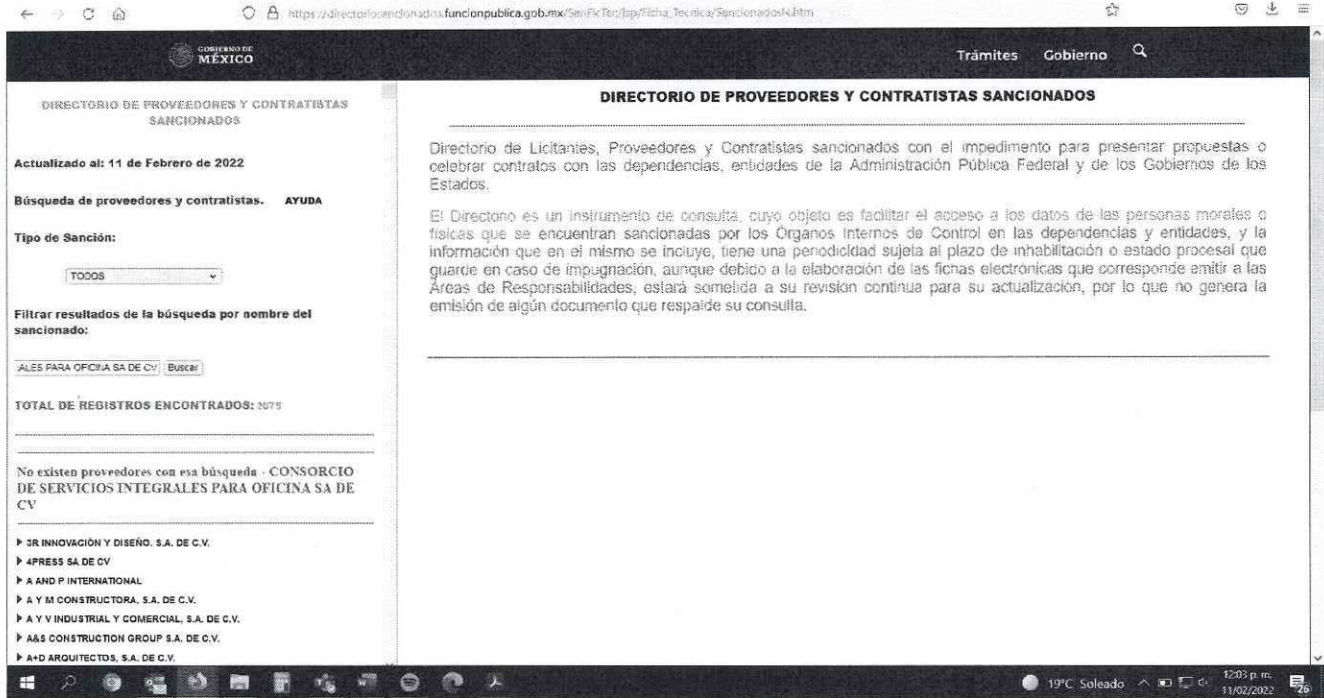 https://directoriosancionados.funcionpublica.gob.mx/SanFicTec/jsp/Ficha_Tecnica/SancionadosN.htm
GOBIERNO DE
MÉXICO
Trámites Gobierno
DIRECTORIO DE PROVEEDORES Y CONTRATISTAS
SANCIONADOS
Actualizado al: 11 de Febrero de 2022
Búsqueda de proveedores y contratistas. AYUDA
Tipo de Sanción:
TODOS
Filtrar resultados de la búsqueda por nombre del
sancionado:
ALES PARA OFICINA SA DE CV Buscar
TOTAL DE REGISTROS ENCONTRADOS: 2075
No existen proveedores con esa búsqueda - CONSORCIO
DE SERVICIOS INTEGRALES PARA OFICINA SA DE
CV
3R INNOVACIÓN Y DISEÑO, S.A. DE C.V.
4PRESS SA DE CV
A AND P INTERNATIONAL
A Y M CONSTRUCTORA, S.A. DE C.V.
A Y V INDUSTRIAL Y COMERCIAL, S.A. DE C.V.
A&S CONSTRUCTION GROUP S.A. DE C.V.
A+D ARQUITECTOS, S.A. DE C.V.
DIRECTORIO DE PROVEEDORES Y CONTRATISTAS SANCIONADOS
Directorio de Licitantes, Proveedores y Contratistas sancionados con el impedimento para presentar propuestas o
celebrar contratos con las dependencias, entidades de la Administración Pública Federal y de los Gobiernos de los
Estados.
El Directorio es un instrumento de consulta, cuyo objeto es facilitar el acceso a los datos de las personas morales o
físicas que se encuentran sancionadas por los Órganos Internos de Control en las dependencias y entidades, y la
información que en el mismo se incluye, tiene una periodicidad sujeta al plazo de inhabilitación o estado procesal que
guarde en caso de impugnación, aunque debido a la elaboración de las fichas electrónicas que corresponde emitir a las
Áreas de Responsabilidades, estará sometida a su revisión continua para su actualización, por lo que no genera la
emisión de algún documento que respalde su consulta.
19°C Soleado
12:03 p. m.
11/02/2022
26